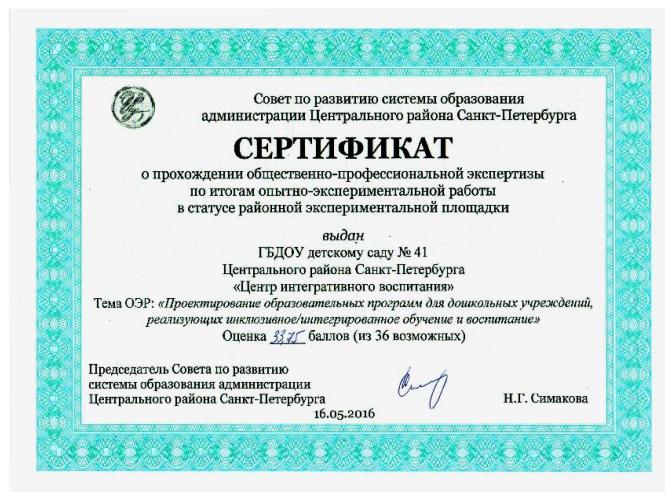 Совет по развитию системы образования
администрации Центрального района Санкт-Петербурга
СЕРТИФИКАТ
о прохождении общественно-профессиональной экспертизы
по итогам опытно-экспериментальной работы
в статусе районной экспериментальной площадки
выдан
ГБДОУ детскому саду № 41
Центрального района Санкт-Петербурга
«Центр интегративного воспитания»
Тема ОЭР: «Проектирование образовательных программ для дошкольных учреждений,
реализующих инклюзивное/интегрированное обучение и воспитание»
Оценка 33,75 баллов (из 36 возможных)
Председатель Совета по развитию
системы образования администрации
Центрального района Санкт-Петербурга
Н.Г. Симакова
16.05.2016